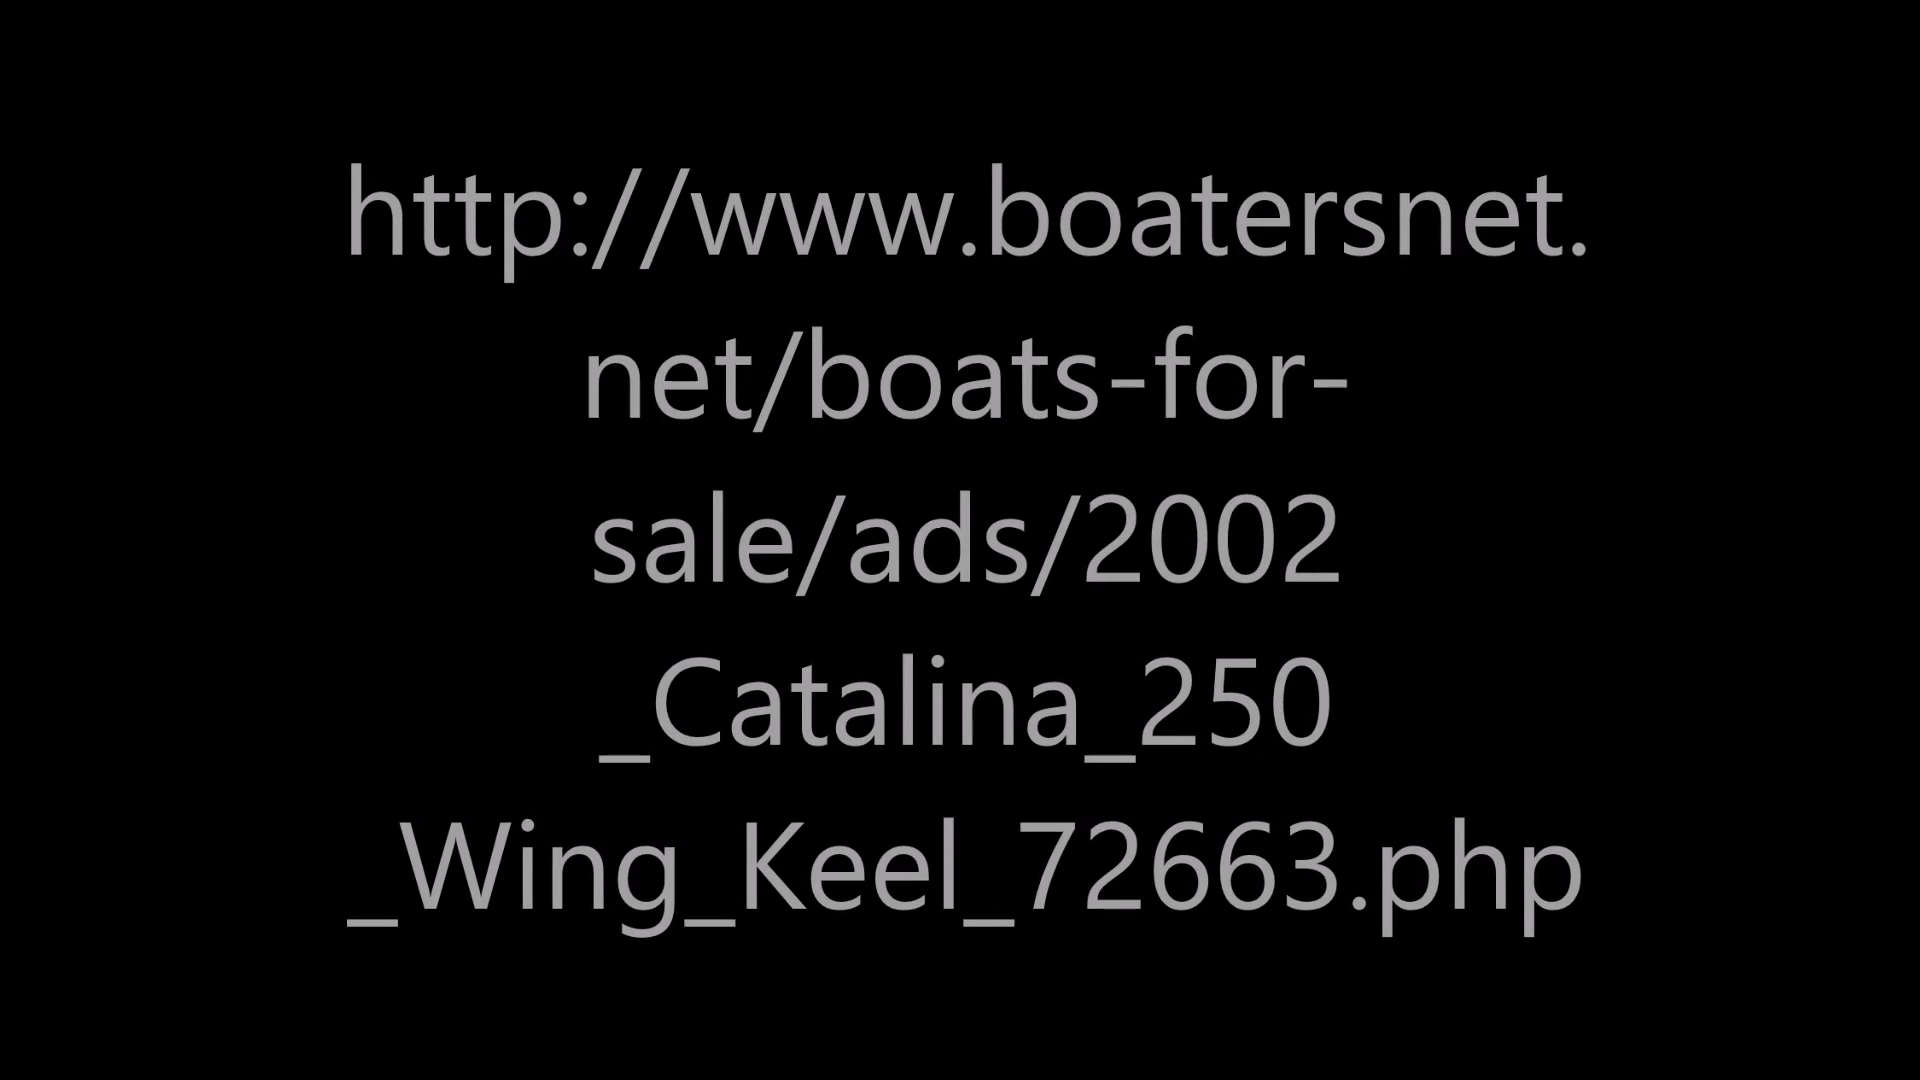 http://www.boatersnet.
net/boats-for-
sale/ads/2002
_Catalina_250
_Wing_Keel_72663.php